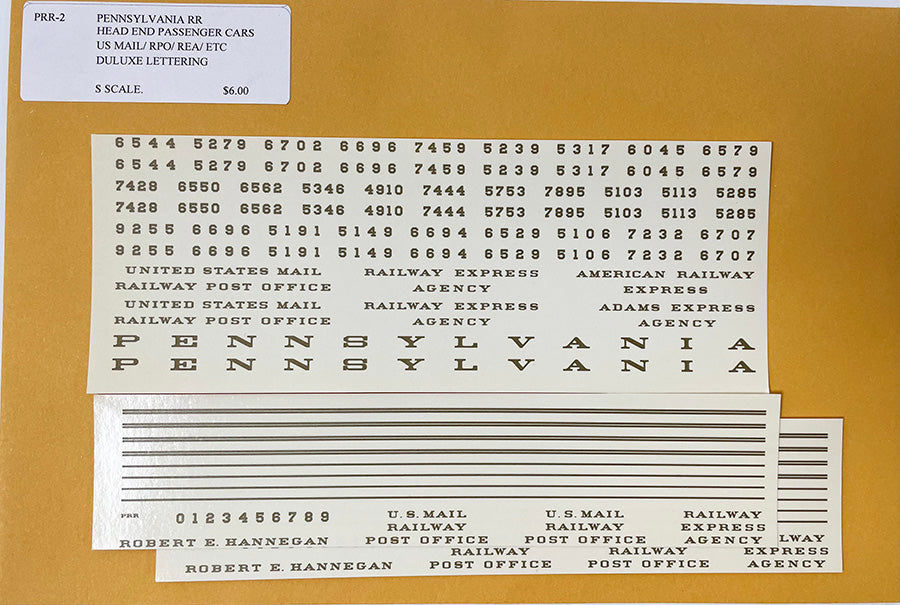 PRR-2 PENNSYLVANIA RR
HEAD END PASSENGER CARS
US MAIL/ RPO/ REA/ ETC
DULUXE LETTERING
S SCALE. $6.00
6544 5279 6702 6696 7459 5239 5317 6045 6579
6544 5279 6702 6696 7459 5239 5317 6045 6579
7428 6550 6562 5346 4910 7444 5753 7895 5103 5113 5285
7428 6550 6562 5346 4910 7444 5753 7895 5103 5113 5285
9255 6696 5191 5149 6694 6529 5106 7232 6707
9255 6696 5191 5149 6694 6529 5106 7232 6707
UNITED STATES MAIL RAILWAY EXPRESS AMERICAN RAILWAY
RAILWAY POST OFFICE AGENCY EXPRESS
UNITED STATES MAIL RAILWAY EXPRESS ADAMS EXPRESS
RAILWAY POST OFFICE AGENCY AGENCY
PENNSYLVANIA
PENNSYLVANIA
PRR 0123456789 U.S. MAIL U.S. MAIL RAILWAY
RAILWAY RAILWAY EXPRESS
ROBERT E. HANNEGAN POST OFFICE POST OFFICE AGENCY
RAILWAY RAILWAY EXPRESS
ROBERT E. HANNEGAN POST OFFICE POST OFFICE AGENCY